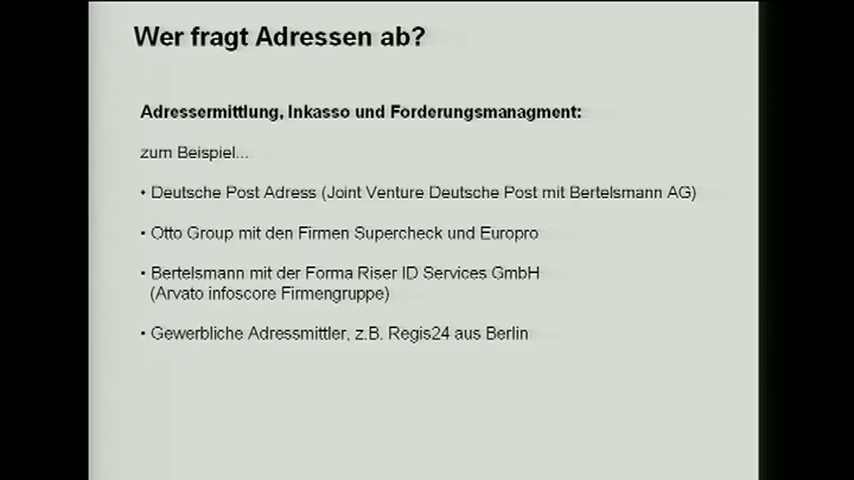 Wer fragt Adressen ab?
Adressermittlung, Inkasso und Forderungsmanagment:
zum Beispiel...
• Deutsche Post Adress (Joint Venture Deutsche Post mit Bertelsmann AG)
• Otto Group mit den Firmen Supercheck und Europro
• Bertelsmann mit der Forma Riser ID Services GmbH
(Arvato infoscore Firmengruppe)
• Gewerbliche Adressmittler, z.B. Regis24 aus Berlin